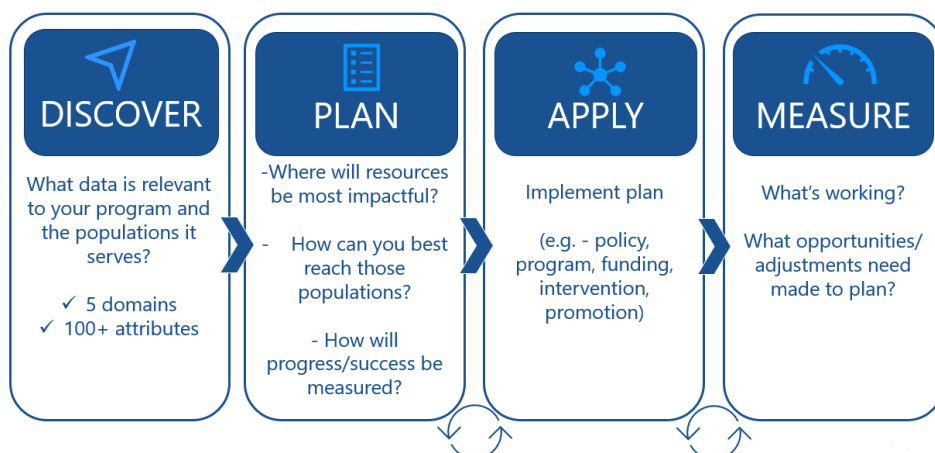 DISCOVER
What data is relevant
to your program and
the populations it
serves?
✓ 5 domains
✓ 100+ attributes
PLAN
-Where will resources
be most impactful?
- How can you best
reach those
populations?
- How will
progress/success be
measured?
APPLY
Implement plan
(e.g. - policy,
program, funding,
intervention,
promotion)
MEASURE
What's working?
What opportunities/
adjustments need
made to plan?